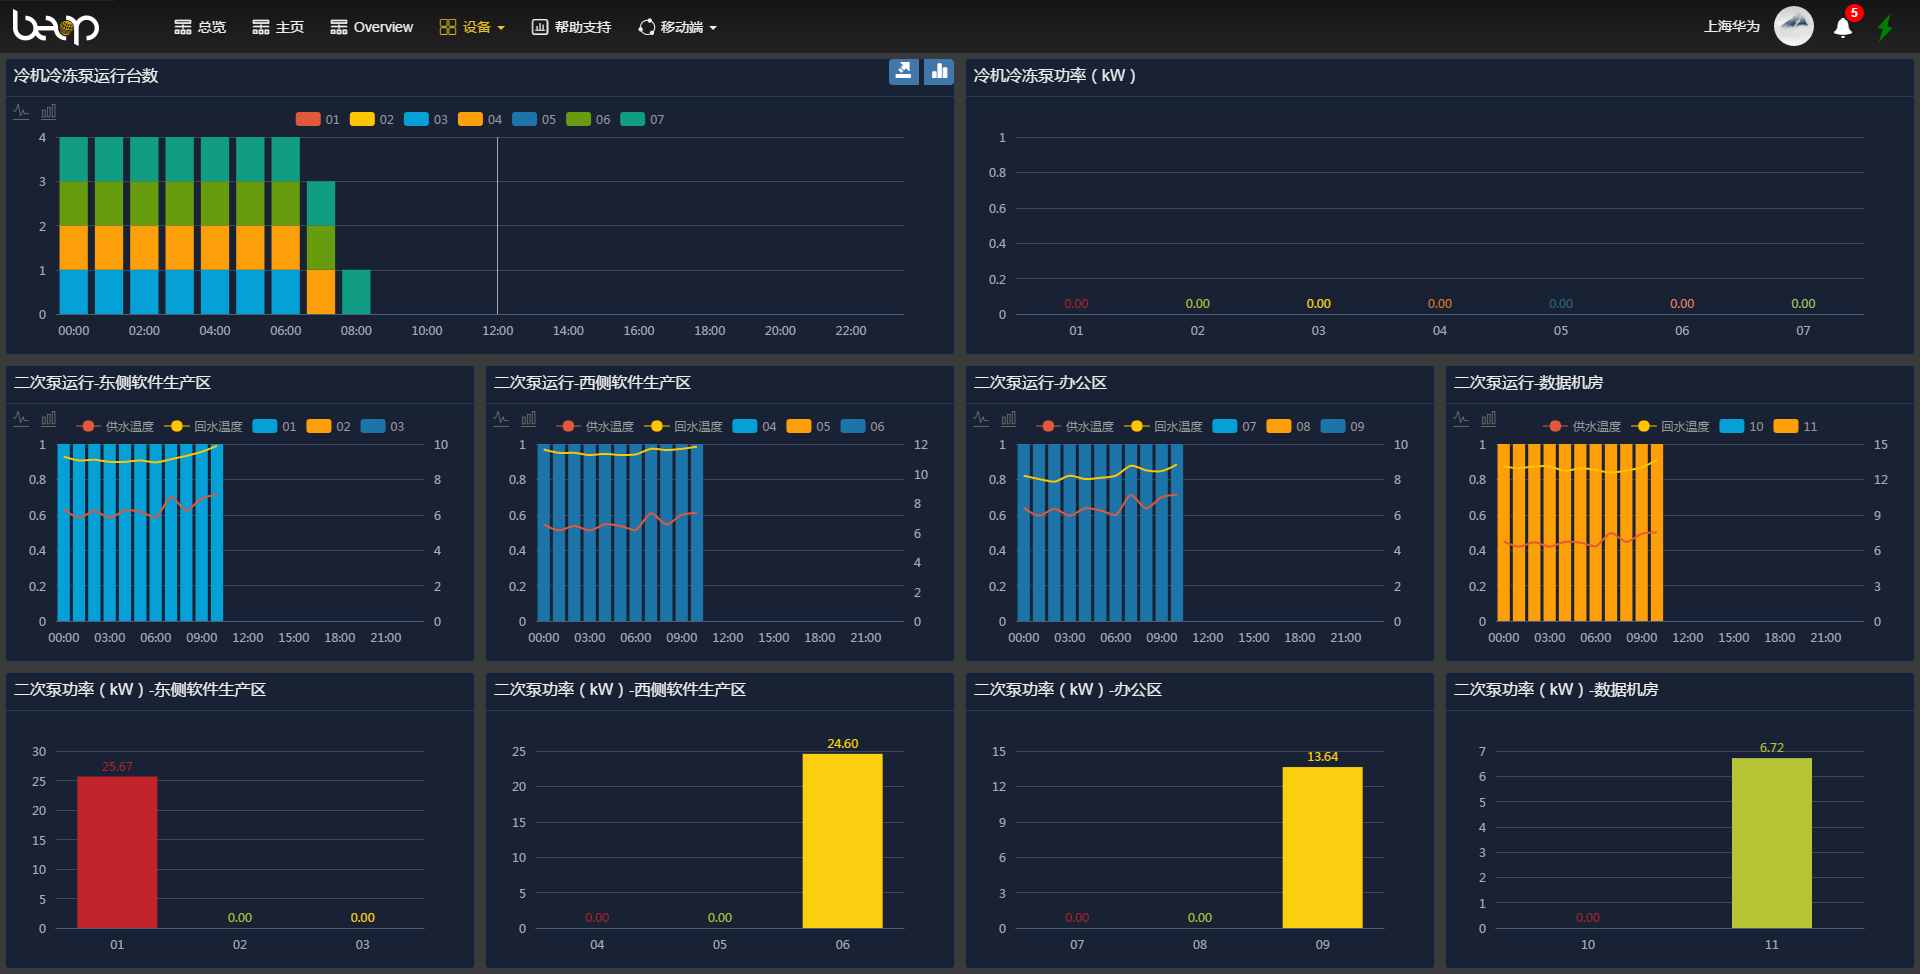 beop 总览 主页 Overview 设备 帮助支持 移动端 上海华为 5
冷机冷冻泵运行台数
01 02 03 04 05 06 07
4
3
2
1
0
00:00 02:00 04:00 06:00 08:00 10:00 12:00 14:00 16:00 18:00 20:00 22:00
冷机冷冻泵功率（kW）
1
0.8
0.6
0.4
0.2
0
0.00 0.00 0.00 0.00 0.00 0.00 0.00
01 02 03 04 05 06 07
二次泵运行-东侧软件生产区
供水温度 回水温度 01 02 03
1 10
0.8 8
0.6 6
0.4 4
0.2 2
0 0
00:00 03:00 06:00 09:00 12:00 15:00 18:00 21:00
二次泵运行-西侧软件生产区
供水温度 回水温度 04 05 06
1 12
10
0.8 8
0.6 6
0.4 4
0.2 2
0 0
00:00 03:00 06:00 09:00 12:00 15:00 18:00 21:00
二次泵运行-办公区
供水温度 回水温度 07 08 09
1 10
0.8 8
0.6 6
0.4 4
0.2 2
0 0
00:00 03:00 06:00 09:00 12:00 15:00 18:00 21:00
二次泵运行-数据机房
供水温度 回水温度 10 11
1 15
0.8 12
0.6 9
0.4 6
0.2 3
0 0
00:00 03:00 06:00 09:00 12:00 15:00 18:00 21:00
二次泵功率（kW）-东侧软件生产区
30
25.67
25
20
15
10
5
0.00 0.00
0
01 02 03
二次泵功率（kW）-西侧软件生产区
24.60
25
20
15
10
5
0.00 0.00
0
04 05 06
二次泵功率（kW）-办公区
15
13.64
12
9
6
3
0.00 0.00
0
07 08 09
二次泵功率（kW）-数据机房
6.72
7
6
5
4
3
2
1
0.00
0
10 11